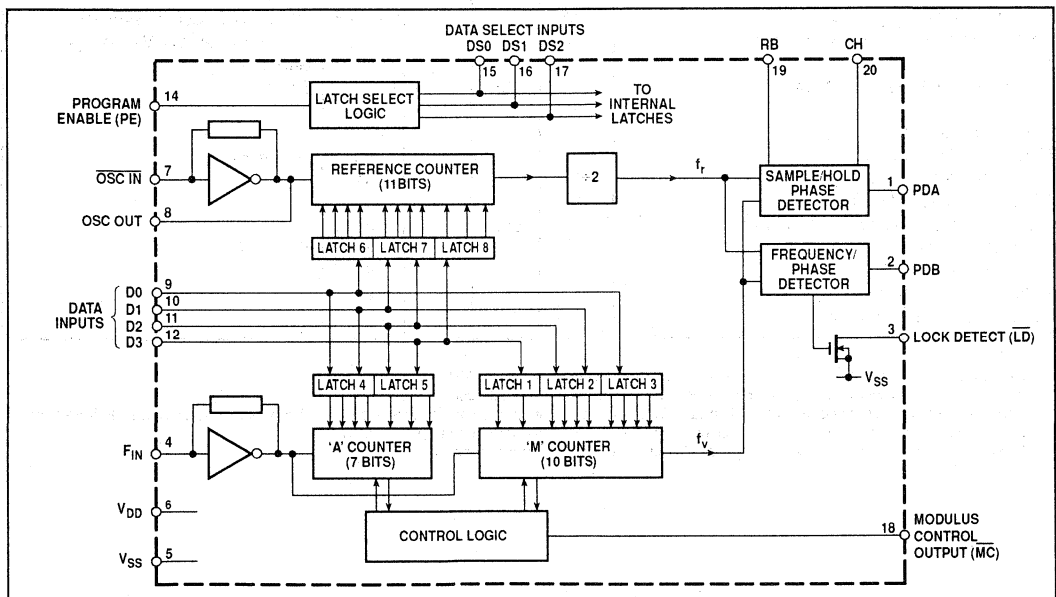 DATA SELECT INPUTS
DS0 DS1 DS2
15 16 17
RB CH
19 20
PROGRAM
ENABLE (PE)
14
LATCH SELECT
LOGIC
TO
INTERNAL
LATCHES
OSC IN
7
OSC OUT
8
REFERENCE COUNTER
(11BITS)
÷2
fr
SAMPLE/HOLD
PHASE
DETECTOR
1
PDA
LATCH 6 LATCH 7 LATCH 8
FREQUENCY/
PHASE
DETECTOR
2
PDB
DATA
INPUTS
D0 9
D1 10
D2 11
D3 12
3
LOCK DETECT (LD)
VSS
LATCH 4 LATCH 5
LATCH 1 LATCH 2 LATCH 3
FIN
4
'A' COUNTER
(7 BITS)
'M' COUNTER
(10 BITS)
fv
VDD
6
VSS
5
CONTROL LOGIC
18
MODULUS
CONTROL
OUTPUT (MC)